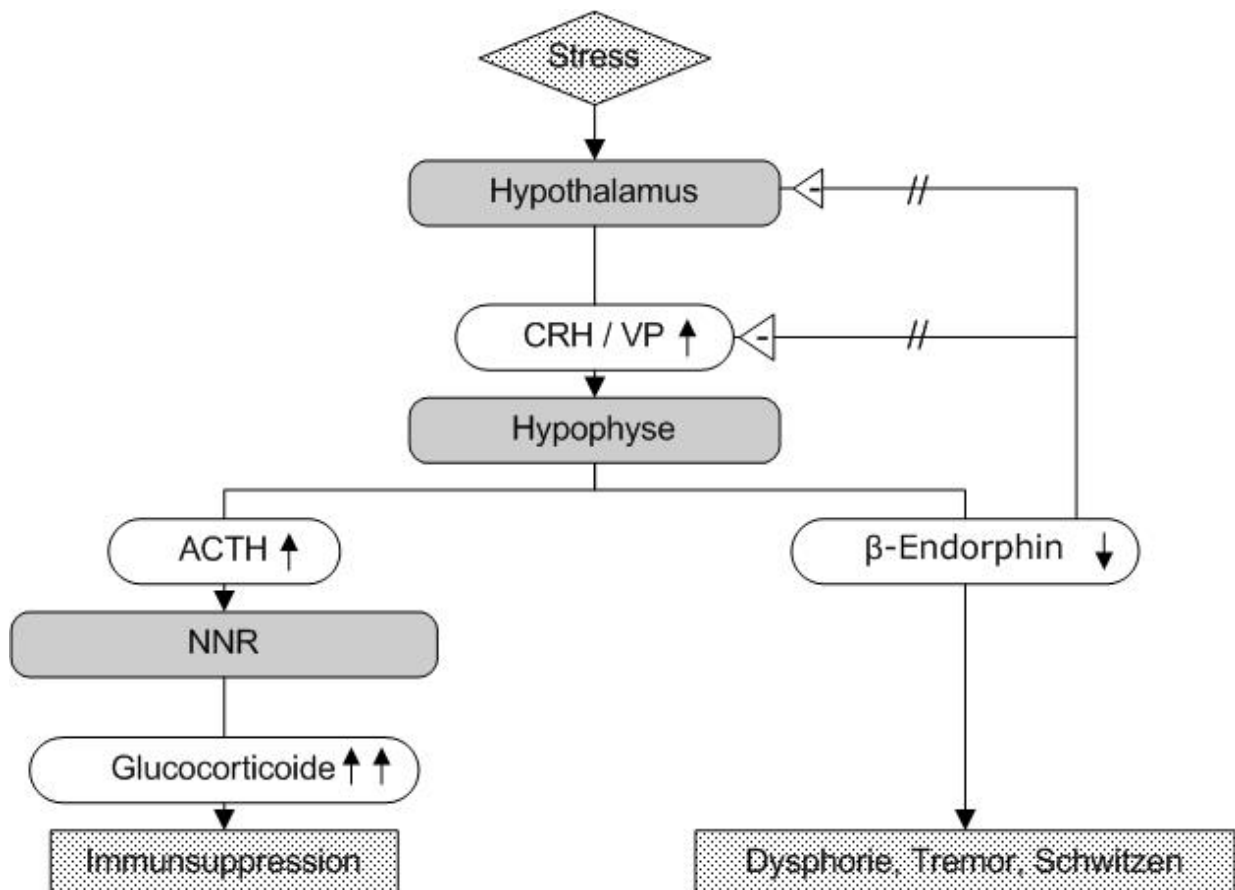 Stress
Hypothalamus
-
//
CRH / VP ↑
-
//
Hypophyse
ACTH ↑
β-Endorphin ↓
NNR
Glucocorticoide ↑ ↑
Immunsuppression
Dysphorie, Tremor, Schwitzen